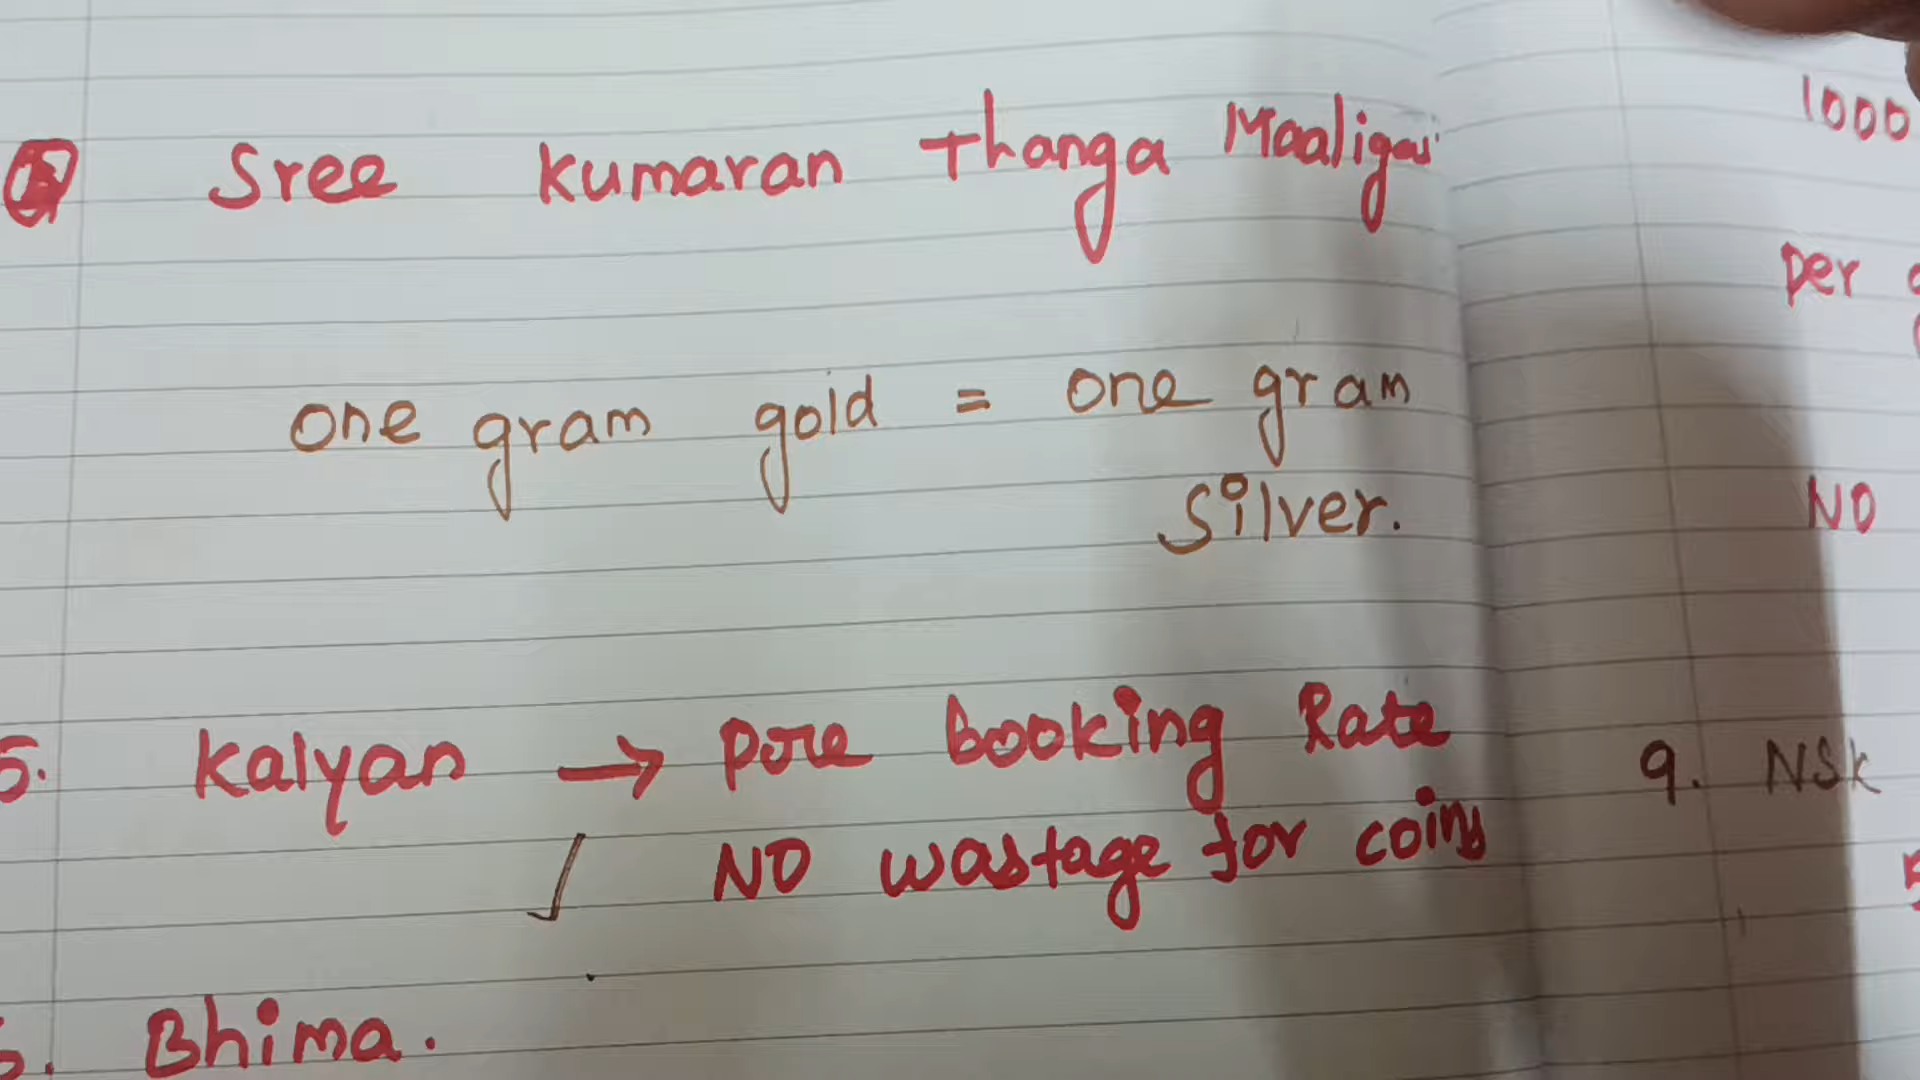 Sree Kumaran Thanga Maaligai
one gram gold = one gram
silver.
5. Kalyan → Pore booking Rate
NO wastage for coins
6. Bhima.
1000
Per
NO
9. NSK